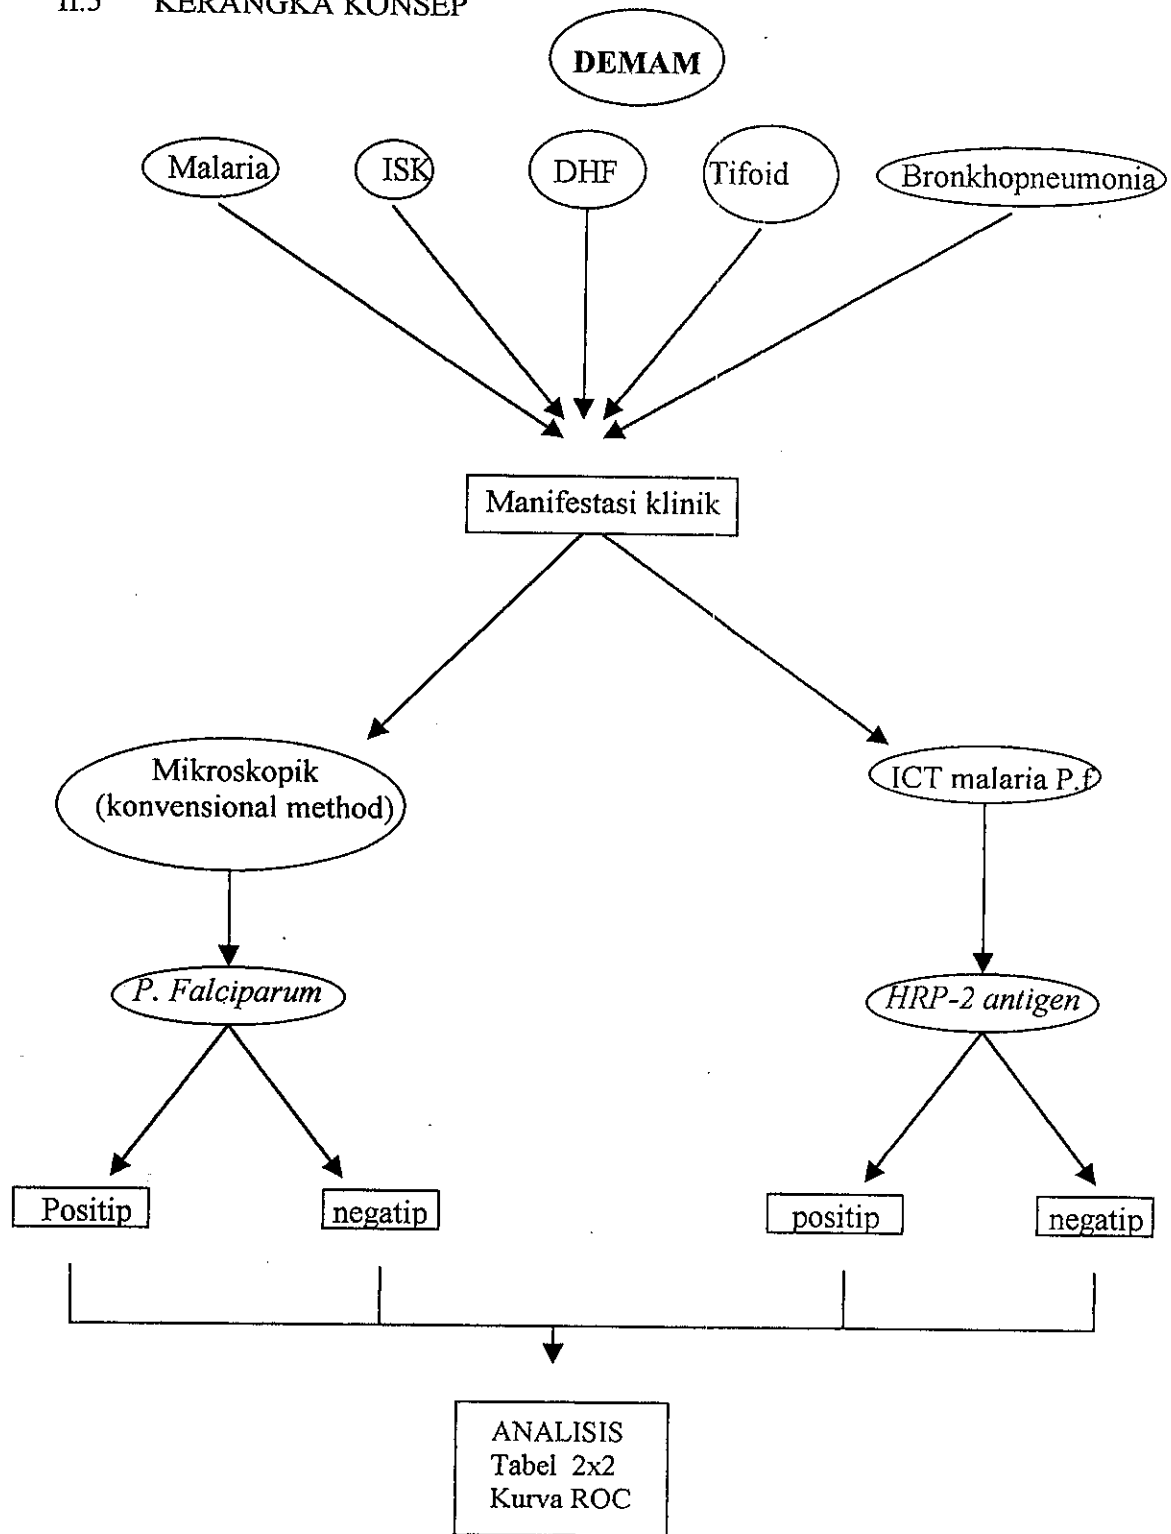 II.5 KERANGKA KONSEP
DEMAM
Malaria
ISK
DHF
Tifoid
Bronkhopneumonia
Manifestasi klinik
Mikroskopik
(konvensional method)
ICT malaria P.f
P. Falciparum
HRP-2 antigen
Positip
negatip
positip
negatip
ANALISIS
Tabel 2x2
Kurva ROC